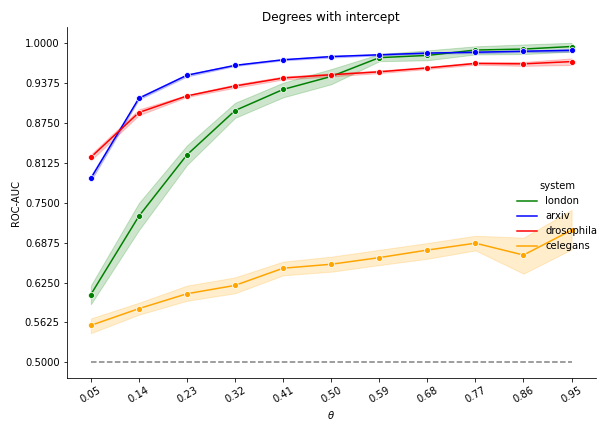 Degrees with intercept
1.0000
0.9375
0.8750
0.8125
0.7500
0.6875
0.6250
0.5625
0.5000
ROC-AUC
system
london
arxiv
drosophila
celegans
0.05 0.14 0.23 0.32 0.41 0.50 0.59 0.68 0.77 0.86 0.95
θ